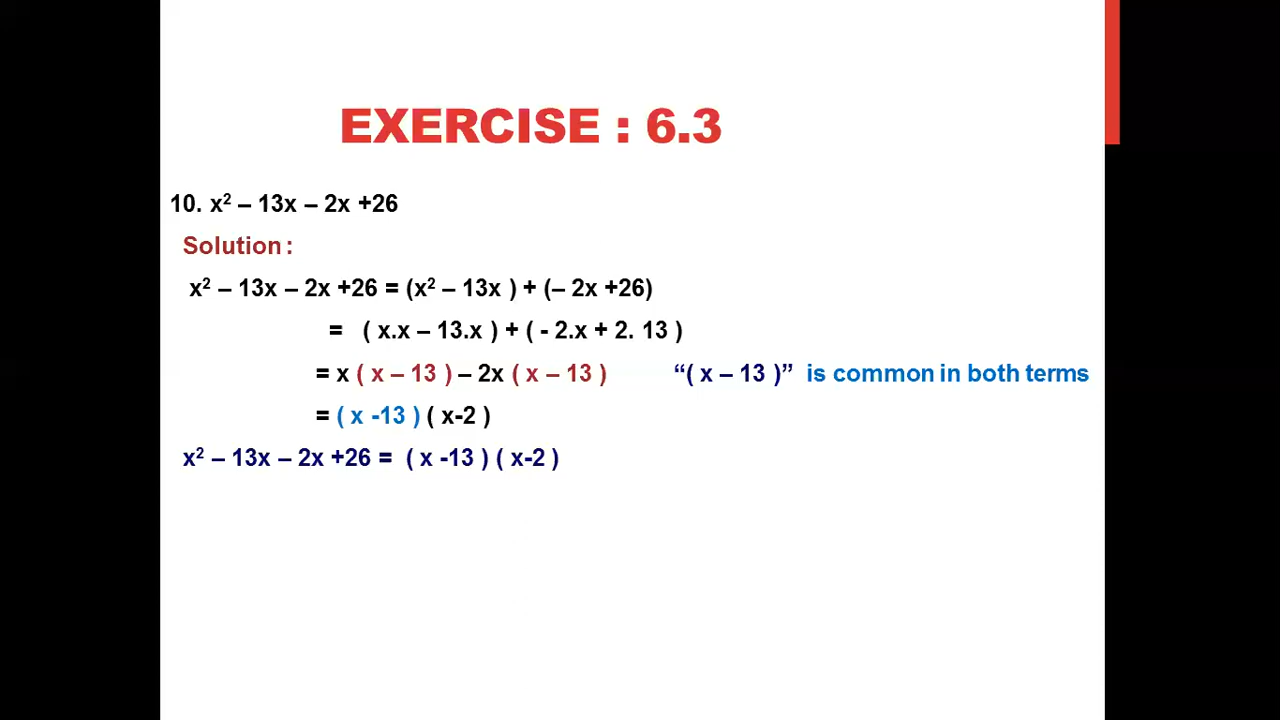 EXERCISE : 6.3
10. x² – 13x – 2x +26
Solution :
x² – 13x – 2x +26 = (x² – 13x ) + (– 2x +26)
= ( x.x – 13.x ) + ( - 2.x + 2. 13 )
= x ( x – 13 ) – 2x ( x – 13 ) “( x – 13 )” is common in both terms
= ( x -13 ) ( x-2 )
x² – 13x – 2x +26 = ( x -13 ) ( x-2 )